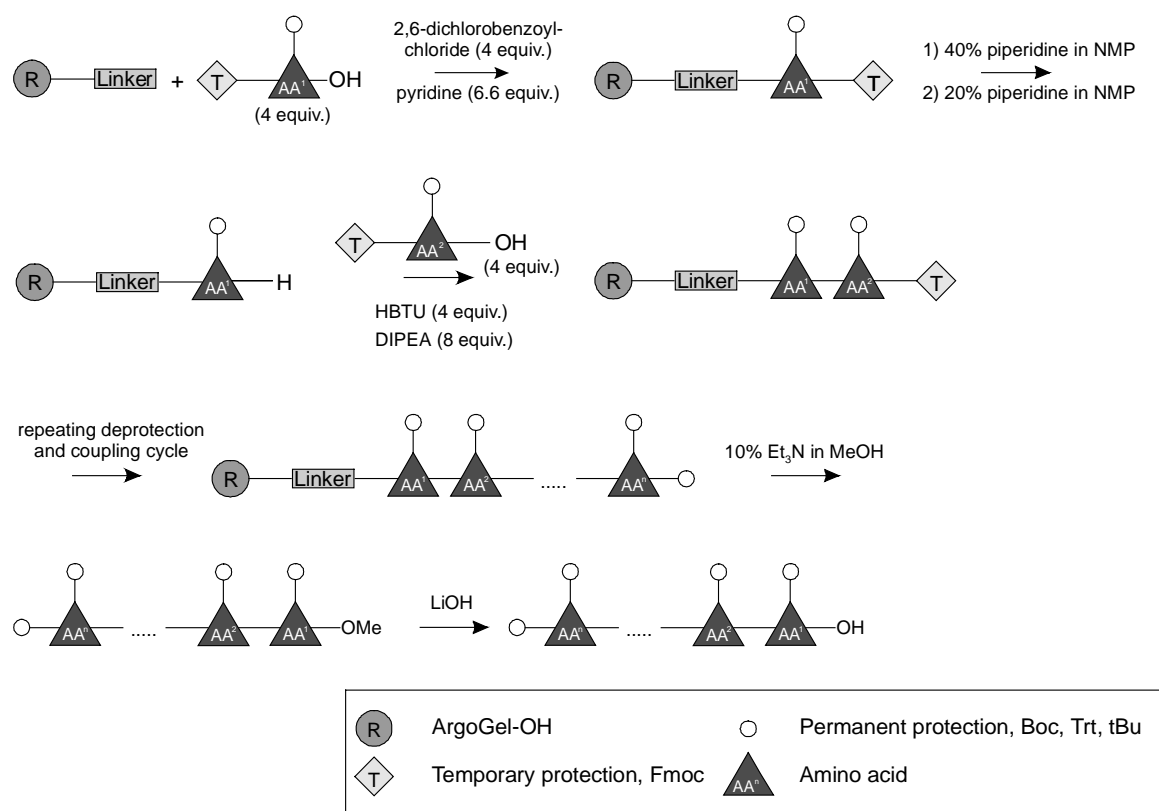 2,6-dichlorobenzoyl-
chloride (4 equiv.)
pyridine (6.6 equiv.)
R
Linker
+
T
AA¹
OH
(4 equiv.)
R
Linker
AA¹
T
1) 40% piperidine in NMP
2) 20% piperidine in NMP
R
Linker
AA¹
H
T
AA²
OH
(4 equiv.)
HBTU (4 equiv.)
DIPEA (8 equiv.)
R
Linker
AA¹
AA²
T
repeating deprotection
and coupling cycle
R
Linker
AA¹
AA²
.....
AAⁿ
10% Et₃N in MeOH
AAⁿ
.....
AA²
AA¹
OMe
LiOH
AAⁿ
.....
AA²
AA¹
OH
R
ArgoGel-OH
Permanent protection, Boc, Trt, tBu
T
Temporary protection, Fmoc
AAⁿ
Amino acid